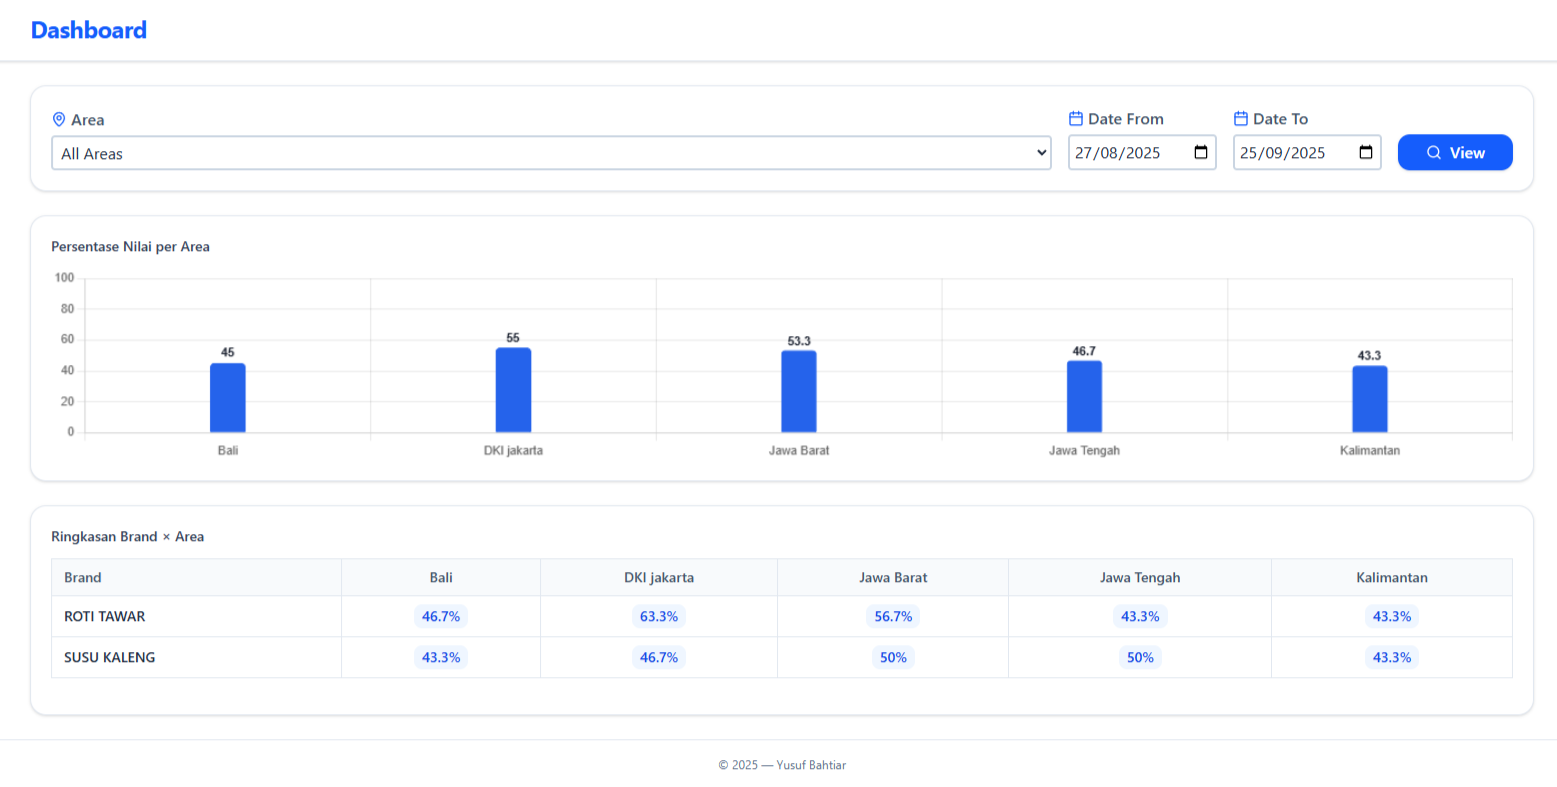 Dashboard
Area
Date From
Date To
All Areas
27/08/2025
25/09/2025
View
Persentase Nilai per Area
100
80
60
40
20
0
45
55
53.3
46.7
43.3
Bali
DKI jakarta
Jawa Barat
Jawa Tengah
Kalimantan
Ringkasan Brand × Area
Brand Bali DKI jakarta Jawa Barat Jawa Tengah Kalimantan
ROTI TAWAR 46.7% 63.3% 56.7% 43.3% 43.3%
SUSU KALENG 43.3% 46.7% 50% 50% 43.3%
© 2025 — Yusuf Bahtiar